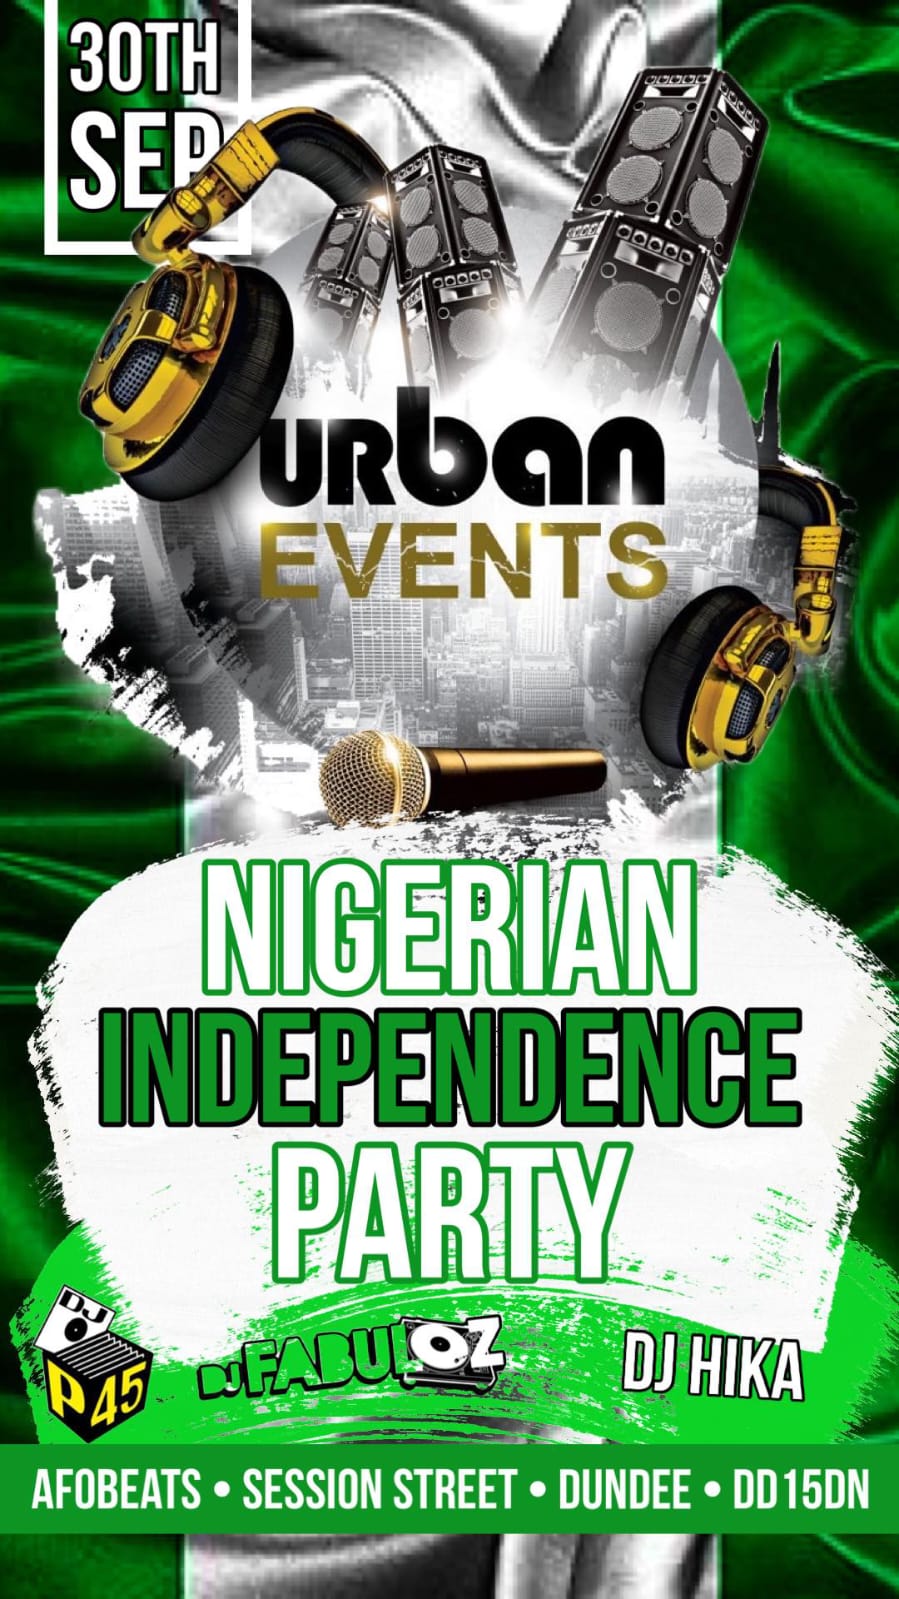 30TH
SEP
urban
EVENTS
NIGERIAN
INDEPENDENCE
PARTY
DJ
P45
DJ FABULOZ
DJ HIKA
AFOBEATS • SESSION STREET • DUNDEE • DD15DN